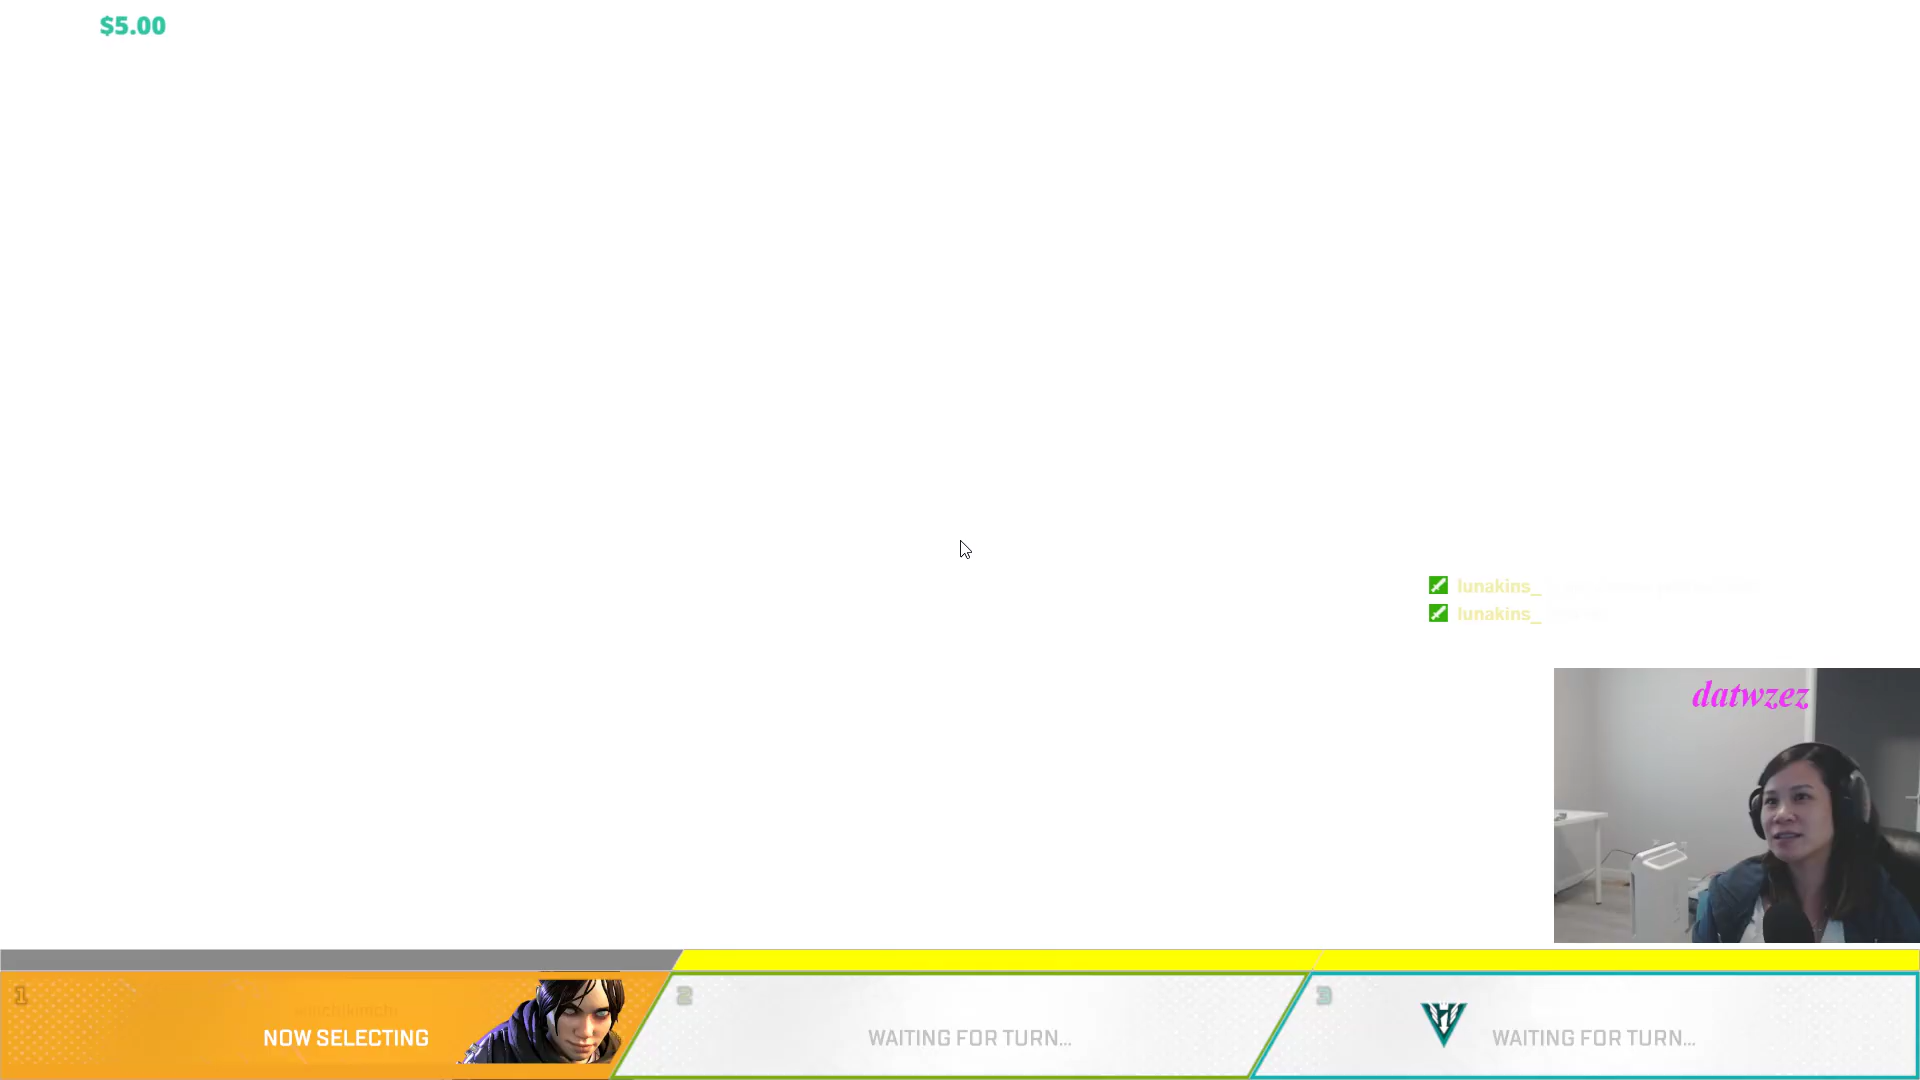 $5.00
lunakins_
lunakins_
datwzez
1
NOW SELECTING
2
WAITING FOR TURN...
3
WAITING FOR TURN...